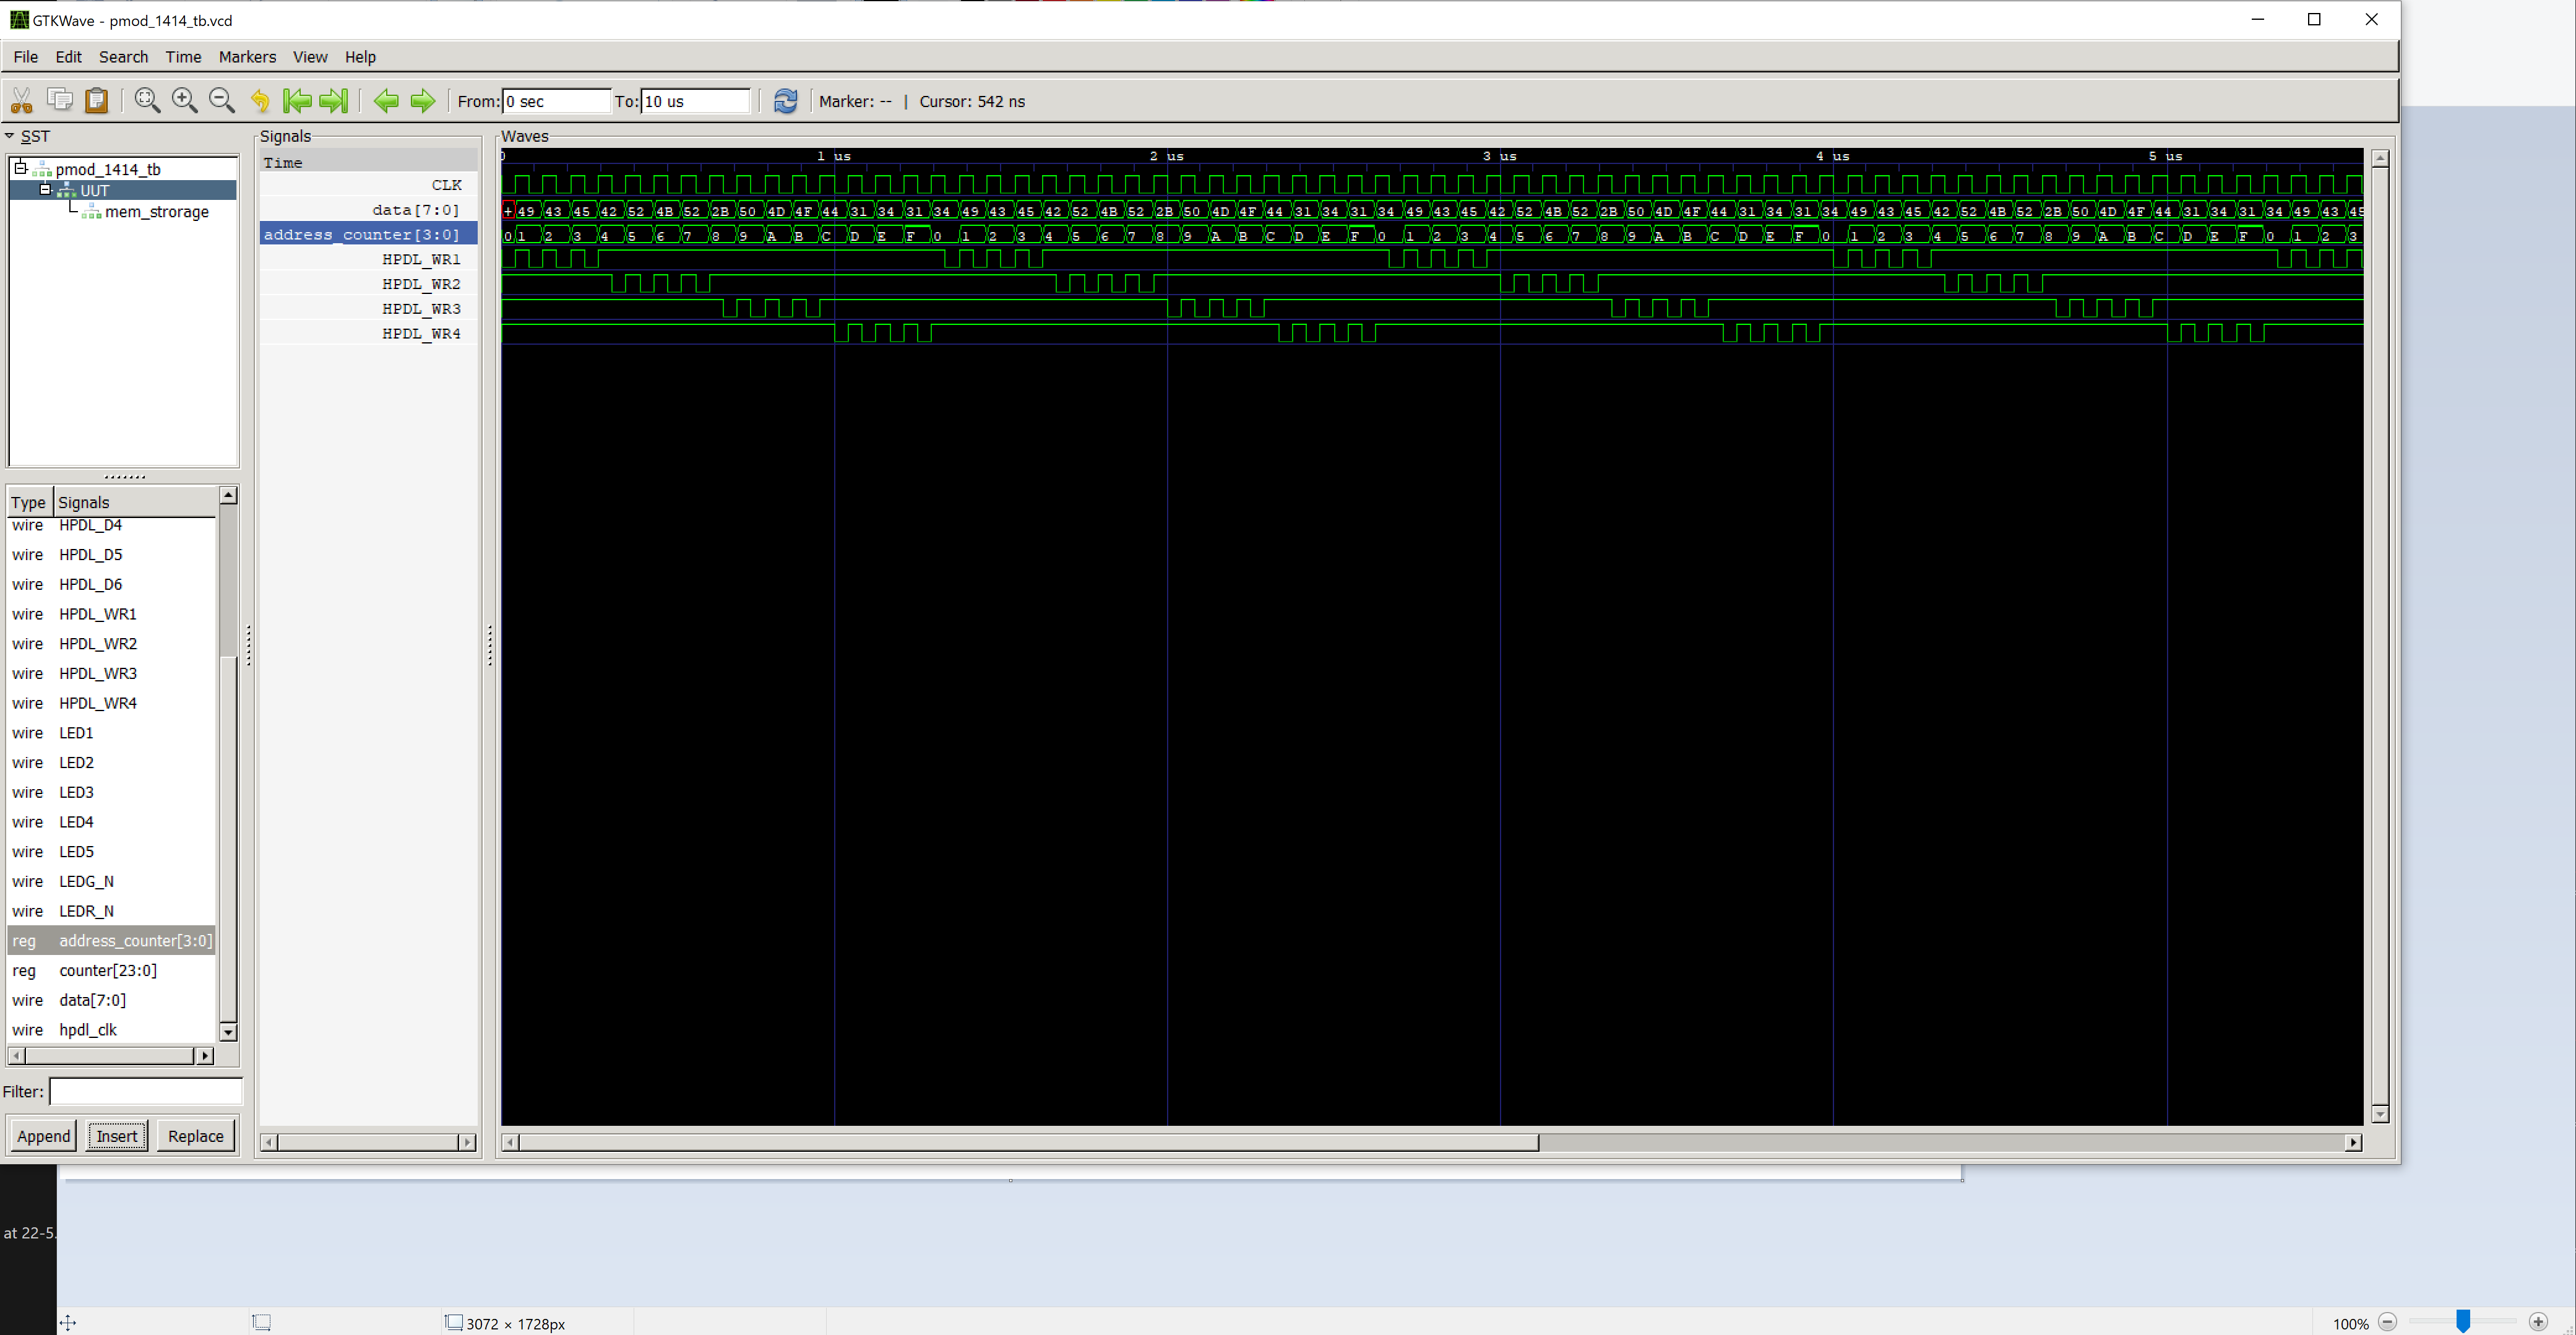 GTKWave - pmod_1414_tb.vcd
File Edit Search Time Markers View Help
From: 0 sec To: 10 us Marker: -- | Cursor: 542 ns
SST
pmod_1414_tb
UUT
mem_strorage
Type Signals
wire HPDL_D4
wire HPDL_D5
wire HPDL_D6
wire HPDL_WR1
wire HPDL_WR2
wire HPDL_WR3
wire HPDL_WR4
wire LED1
wire LED2
wire LED3
wire LED4
wire LED5
wire LEDG_N
wire LEDR_N
reg address_counter[3:0]
reg counter[23:0]
wire data[7:0]
wire hpdl_clk
Filter:
Append Insert Replace
Signals
Time
CLK
data[7:0]
address_counter[3:0]
HPDL_WR1
HPDL_WR2
HPDL_WR3
HPDL_WR4
Waves
0 1 us 2 us 3 us 4 us 5 us
+ 49 43 45 42 52 4B 52 2B 50 4D 4F 44 31 34 31 34 49 43 45 42 52 4B 52 2B 50 4D 4F 44 31 34 31 34 49 43 45 42 52 4B 52 2B 50 4D 4F 44 31 34 31 34 49 43 45 42 52 4B 52 2B 50 4D 4F 44 31 34 31 34 49 43 45
0 1 2 3 4 5 6 7 8 9 A B C D E F 0 1 2 3 4 5 6 7 8 9 A B C D E F 0 1 2 3 4 5 6 7 8 9 A B C D E F 0 1 2 3 4 5 6 7 8 9 A B C D E F 0 1 2 3
at 22-5.
3072 × 1728px
100%